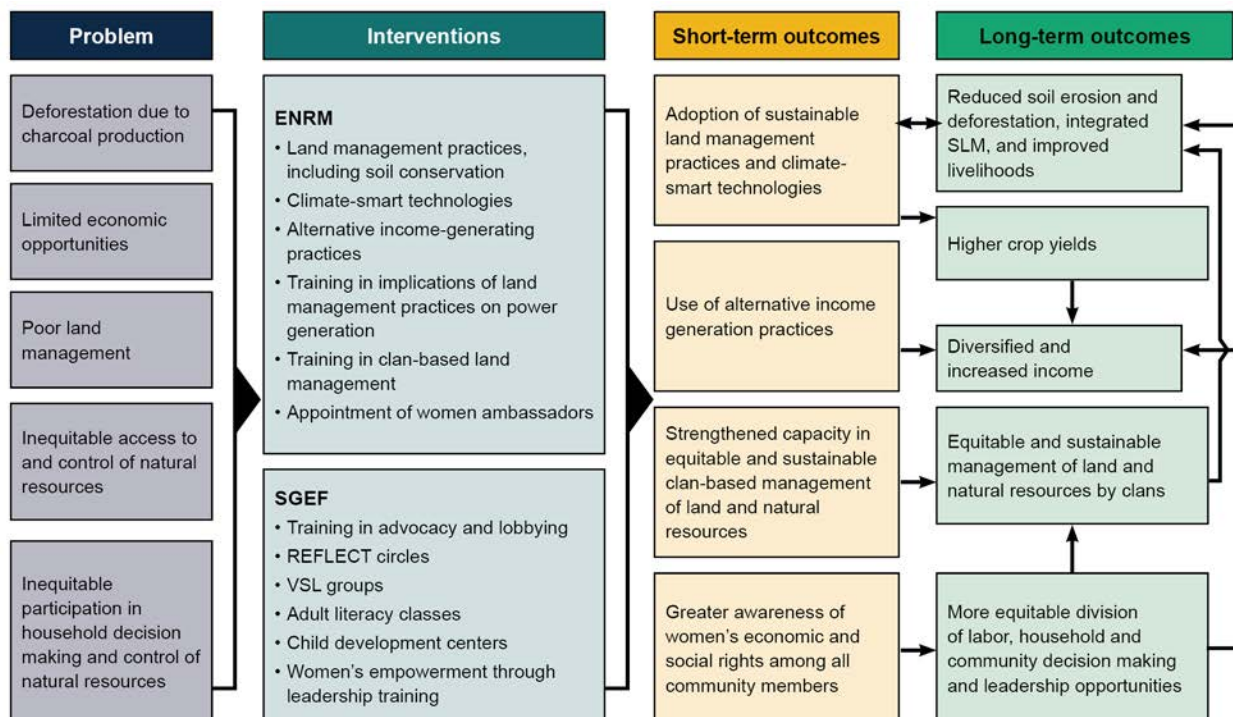 Problem
Interventions
Short-term outcomes
Long-term outcomes
Deforestation due to
charcoal production
Limited economic
opportunities
Poor land
management
Inequitable access to
and control of natural
resources
Inequitable
participation in
household decision
making and control of
natural resources
ENRM
• Land management practices,
including soil conservation
• Climate-smart technologies
• Alternative income-generating
practices
• Training in implications of land
management practices on power
generation
• Training in clan-based land
management
• Appointment of women ambassadors
SGEF
• Training in advocacy and lobbying
• REFLECT circles
• VSL groups
• Adult literacy classes
• Child development centers
• Women's empowerment through
leadership training
Adoption of sustainable
land management
practices and climate-
smart technologies
Use of alternative income
generation practices
Strengthened capacity in
equitable and sustainable
clan-based management
of land and natural
resources
Greater awareness of
women's economic and
social rights among all
community members
Reduced soil erosion and
deforestation, integrated
SLM, and improved
livelihoods
Higher crop yields
Diversified and
increased income
Equitable and sustainable
management of land and
natural resources by clans
More equitable division
of labor, household and
community decision making
and leadership opportunities